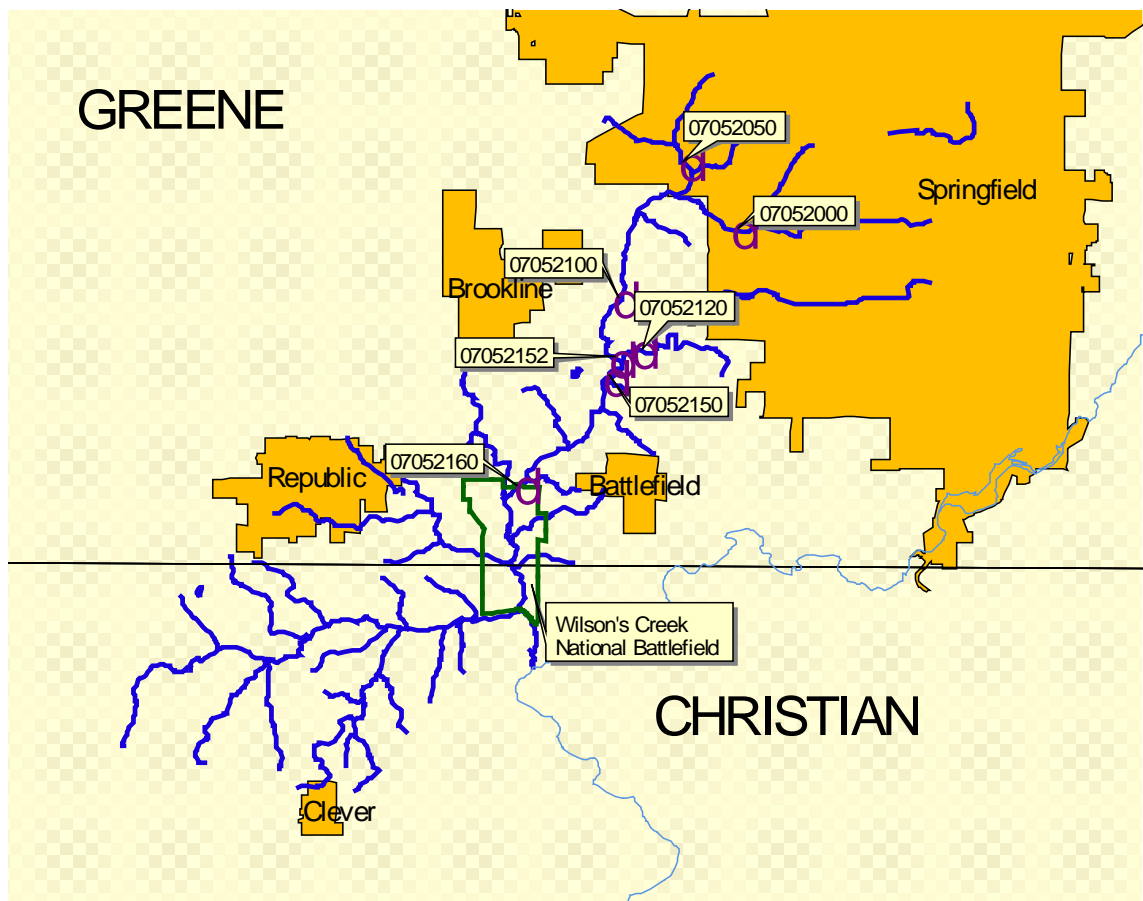 GREENE
07052050
Springfield
07052000
07052100
Brookline
07052120
07052152
07052150
07052160
Republic
Battlefield
Wilson's Creek
National Battlefield
CHRISTIAN
Clever
d
d
d
d
d
d
d